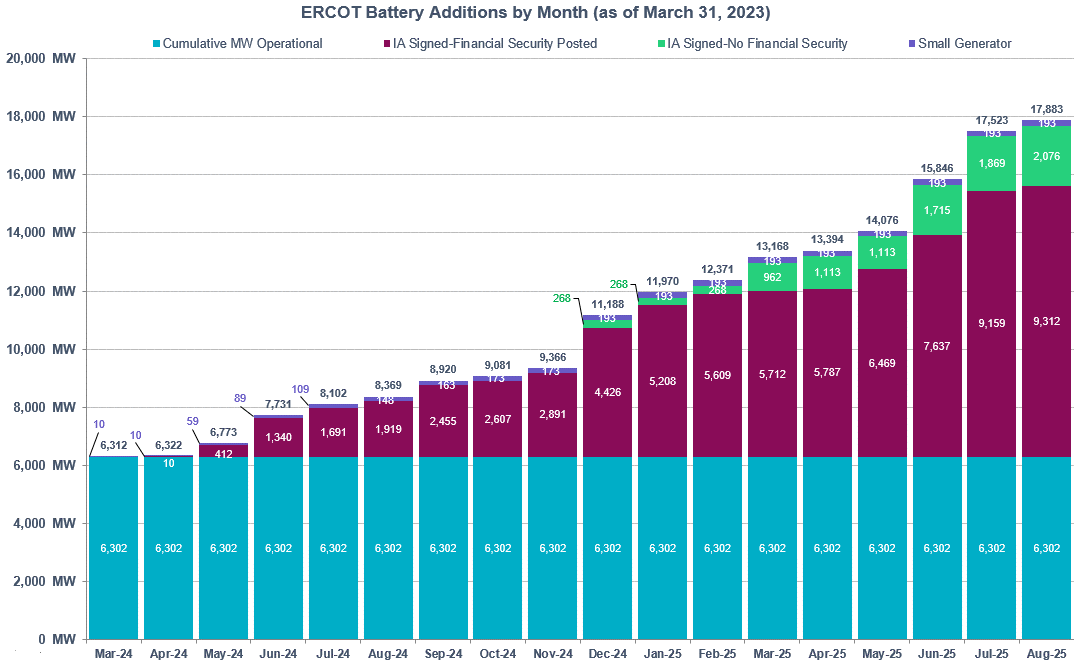 ERCOT Battery Additions by Month (as of March 31, 2023)
Cumulative MW Operational IA Signed-Financial Security Posted IA Signed-No Financial Security Small Generator
20,000 MW
18,000 MW
16,000 MW
14,000 MW
12,000 MW
10,000 MW
8,000 MW
6,000 MW
4,000 MW
2,000 MW
0 MW
10 10 59 89 109 268 268
6,312 6,322 6,773 7,731 8,102 8,369 8,920 9,081 9,366 11,188 11,970 12,371 13,168 13,394 14,076 15,846 17,523 17,883
148 163 173 173 193 193 193 193 193 193 193 193 193
268 962 1,113 1,113 1,715 1,869 2,076
10 412 1,340 1,691 1,919 2,455 2,607 2,891 4,426 5,208 5,609 5,712 5,787 6,469 7,637 9,159 9,312
6,302 6,302 6,302 6,302 6,302 6,302 6,302 6,302 6,302 6,302 6,302 6,302 6,302 6,302 6,302 6,302 6,302 6,302
Mar-24 Apr-24 May-24 Jun-24 Jul-24 Aug-24 Sep-24 Oct-24 Nov-24 Dec-24 Jan-25 Feb-25 Mar-25 Apr-25 May-25 Jun-25 Jul-25 Aug-25